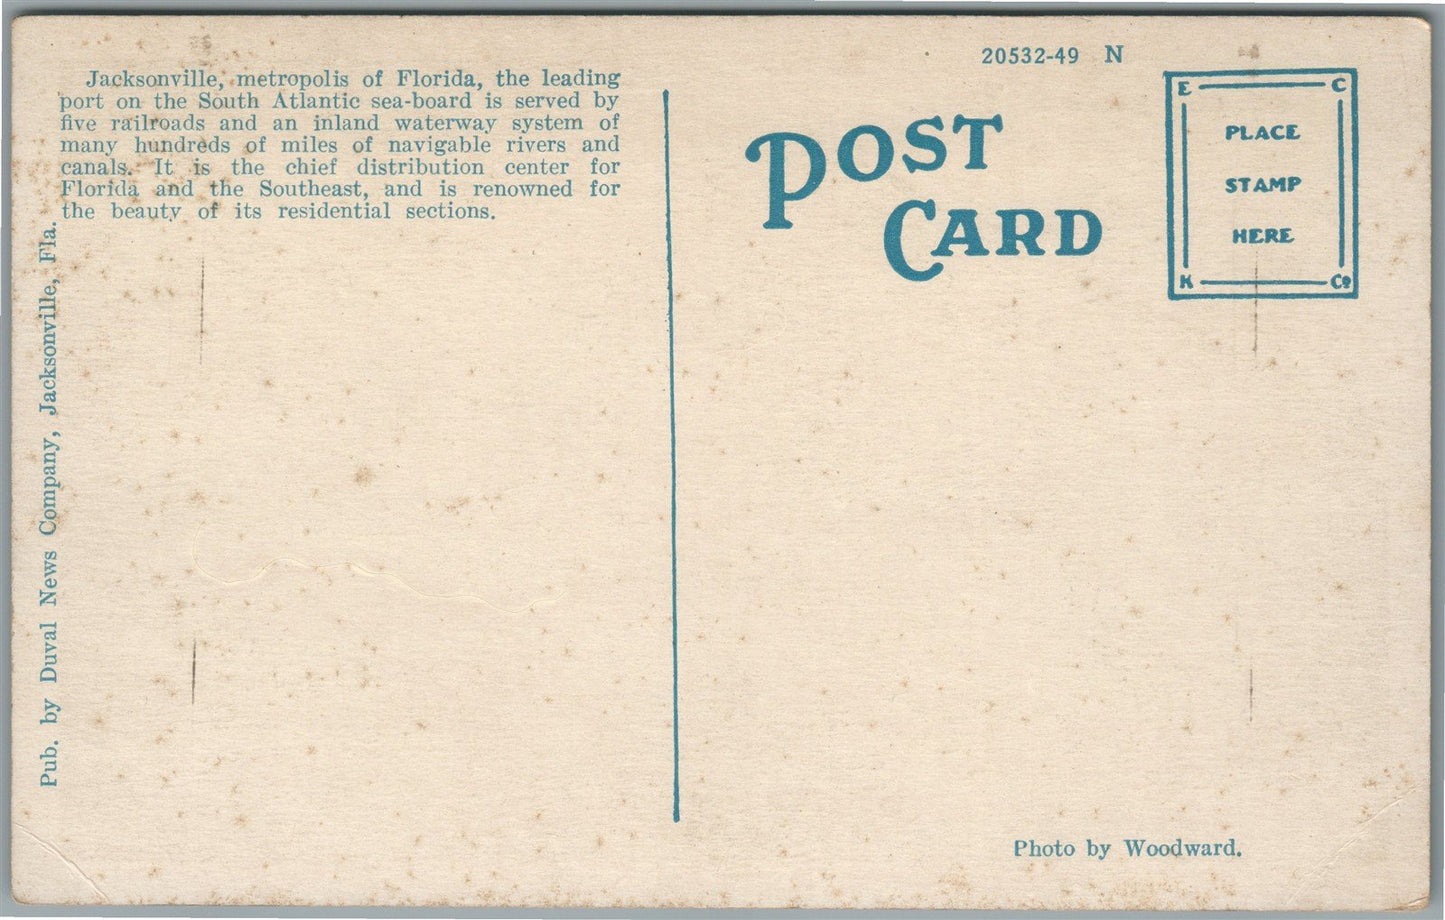 Jacksonville, metropolis of Florida, the leading
port on the South Atlantic sea-board is served by
five railroads and an inland waterway system of
many hundreds of miles of navigable rivers and
canals. It is the chief distribution center for
Florida and the Southeast, and is renowned for
the beauty of its residential sections.
Pub. by Duval News Company, Jacksonville, Fla.
20532-49 N
POST
CARD
E C
PLACE
STAMP
HERE
K Co
Photo by Woodward.